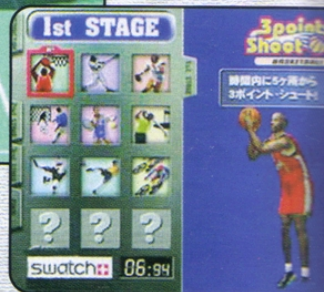 1st STAGE
3point
Shoot
時間内に5ヶ所から
3ポイント・シュート!
?
?
?
swatch
06:94